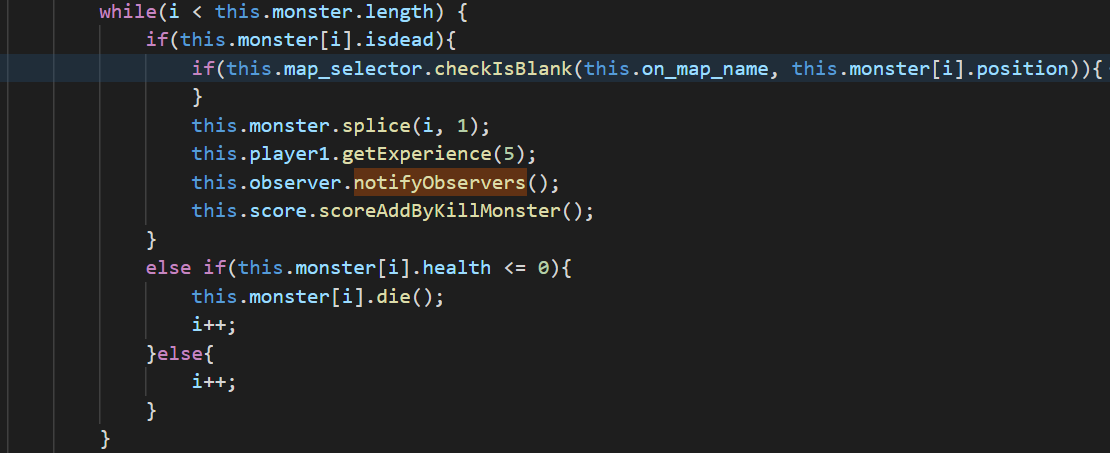 while(i < this.monster.length) {
if(this.monster[i].isdead){
if(this.map_selector.checkIsBlank(this.on_map_name, this.monster[i].position)){
}
this.monster.splice(i, 1);
this.player1.getExperience(5);
this.observer.notifyObservers();
this.score.scoreAddByKillMonster();
}
else if(this.monster[i].health <= 0){
this.monster[i].die();
i++;
}else{
i++;
}
}